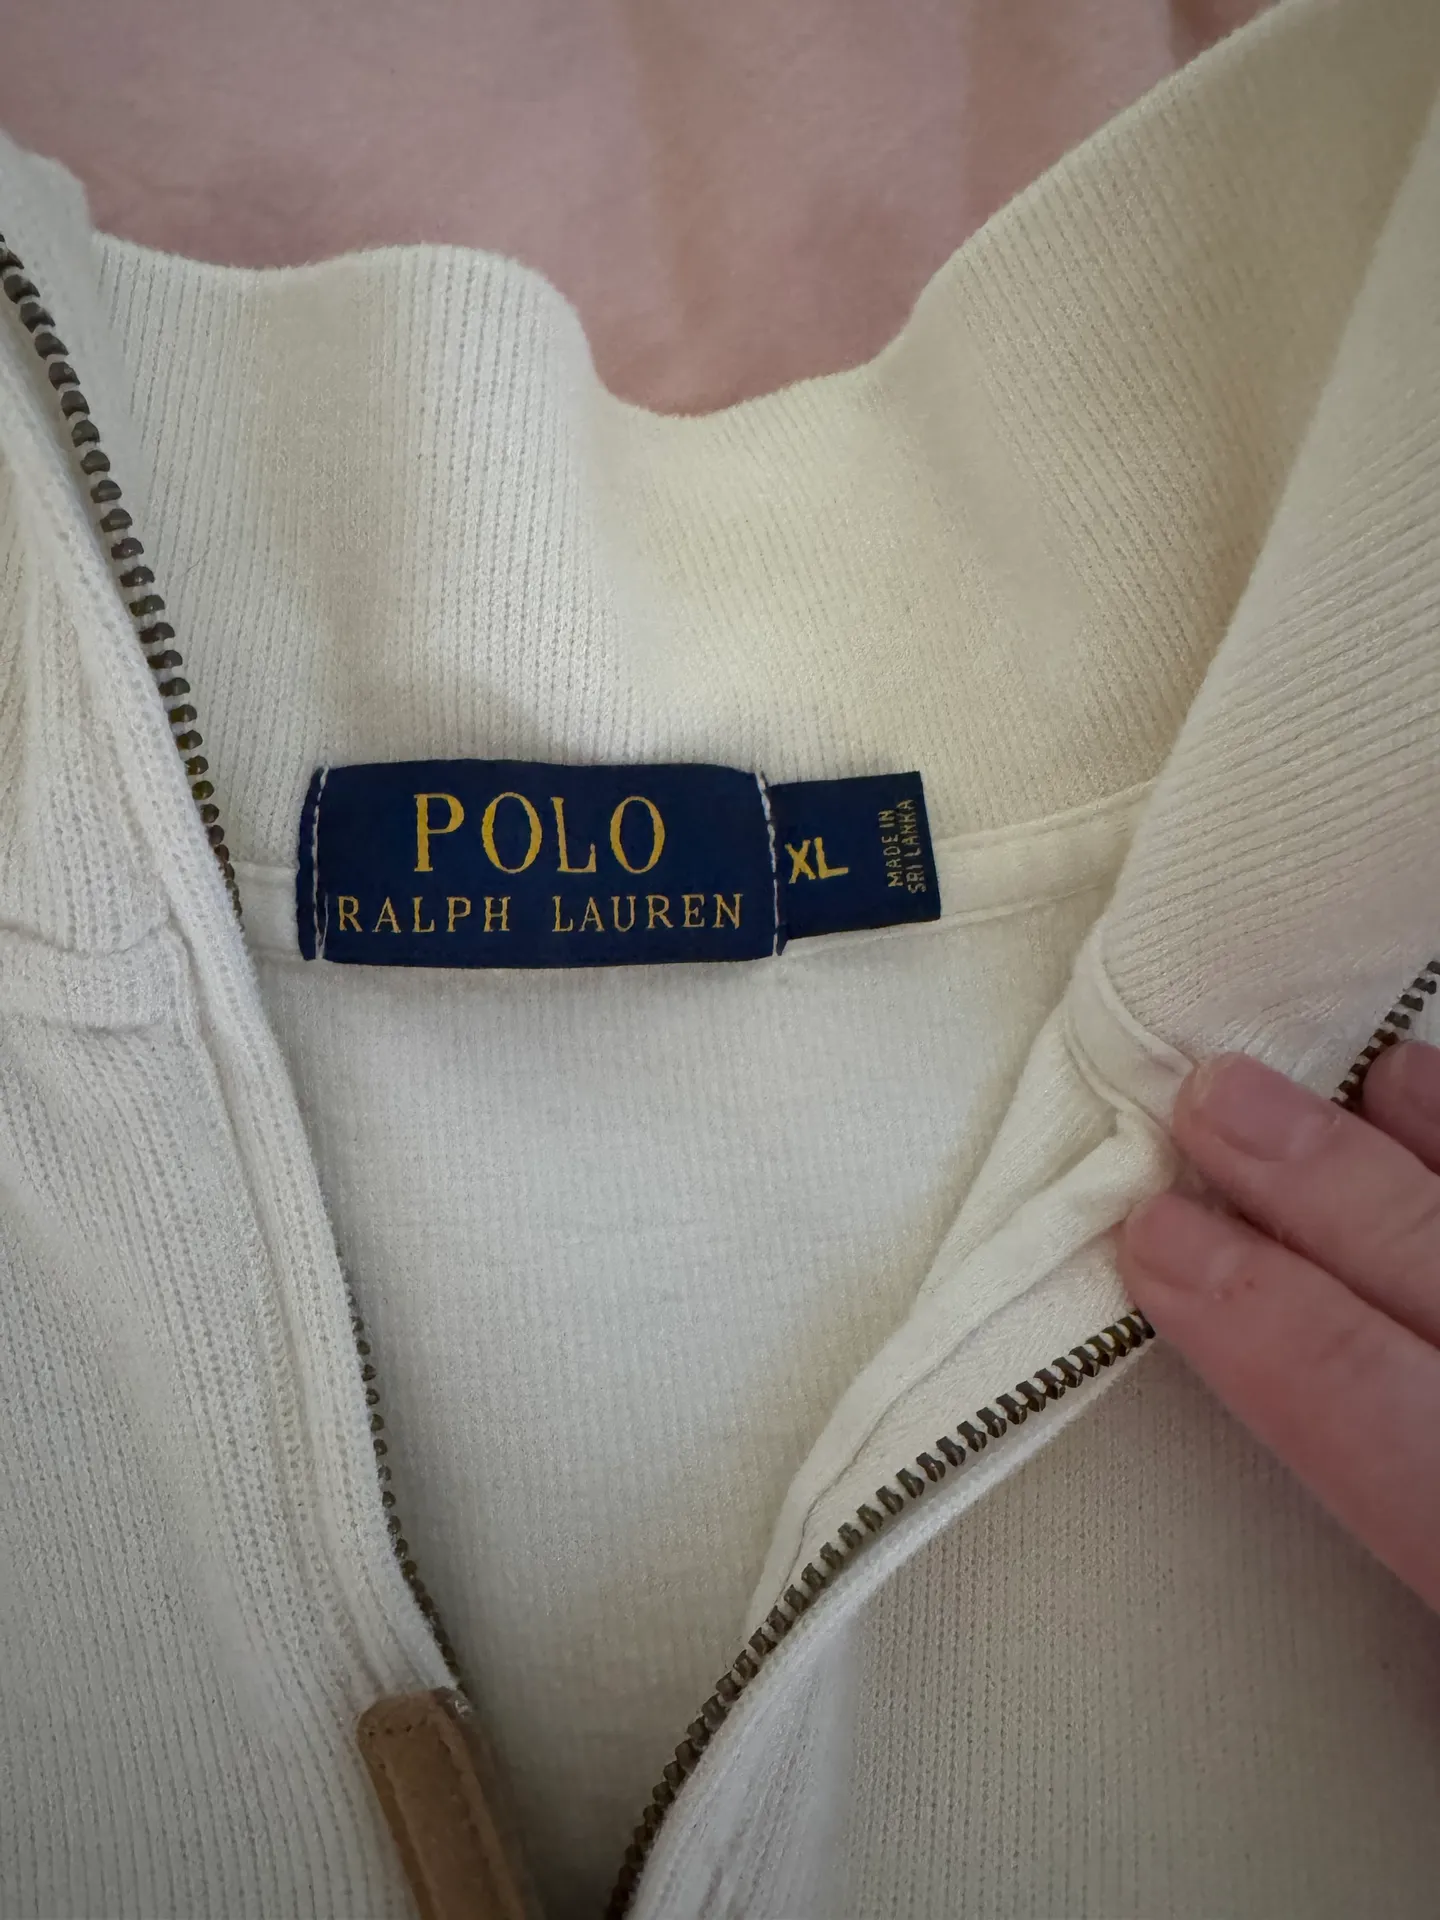 POLO
RALPH LAUREN
XL
MADE IN
SRI LANKA